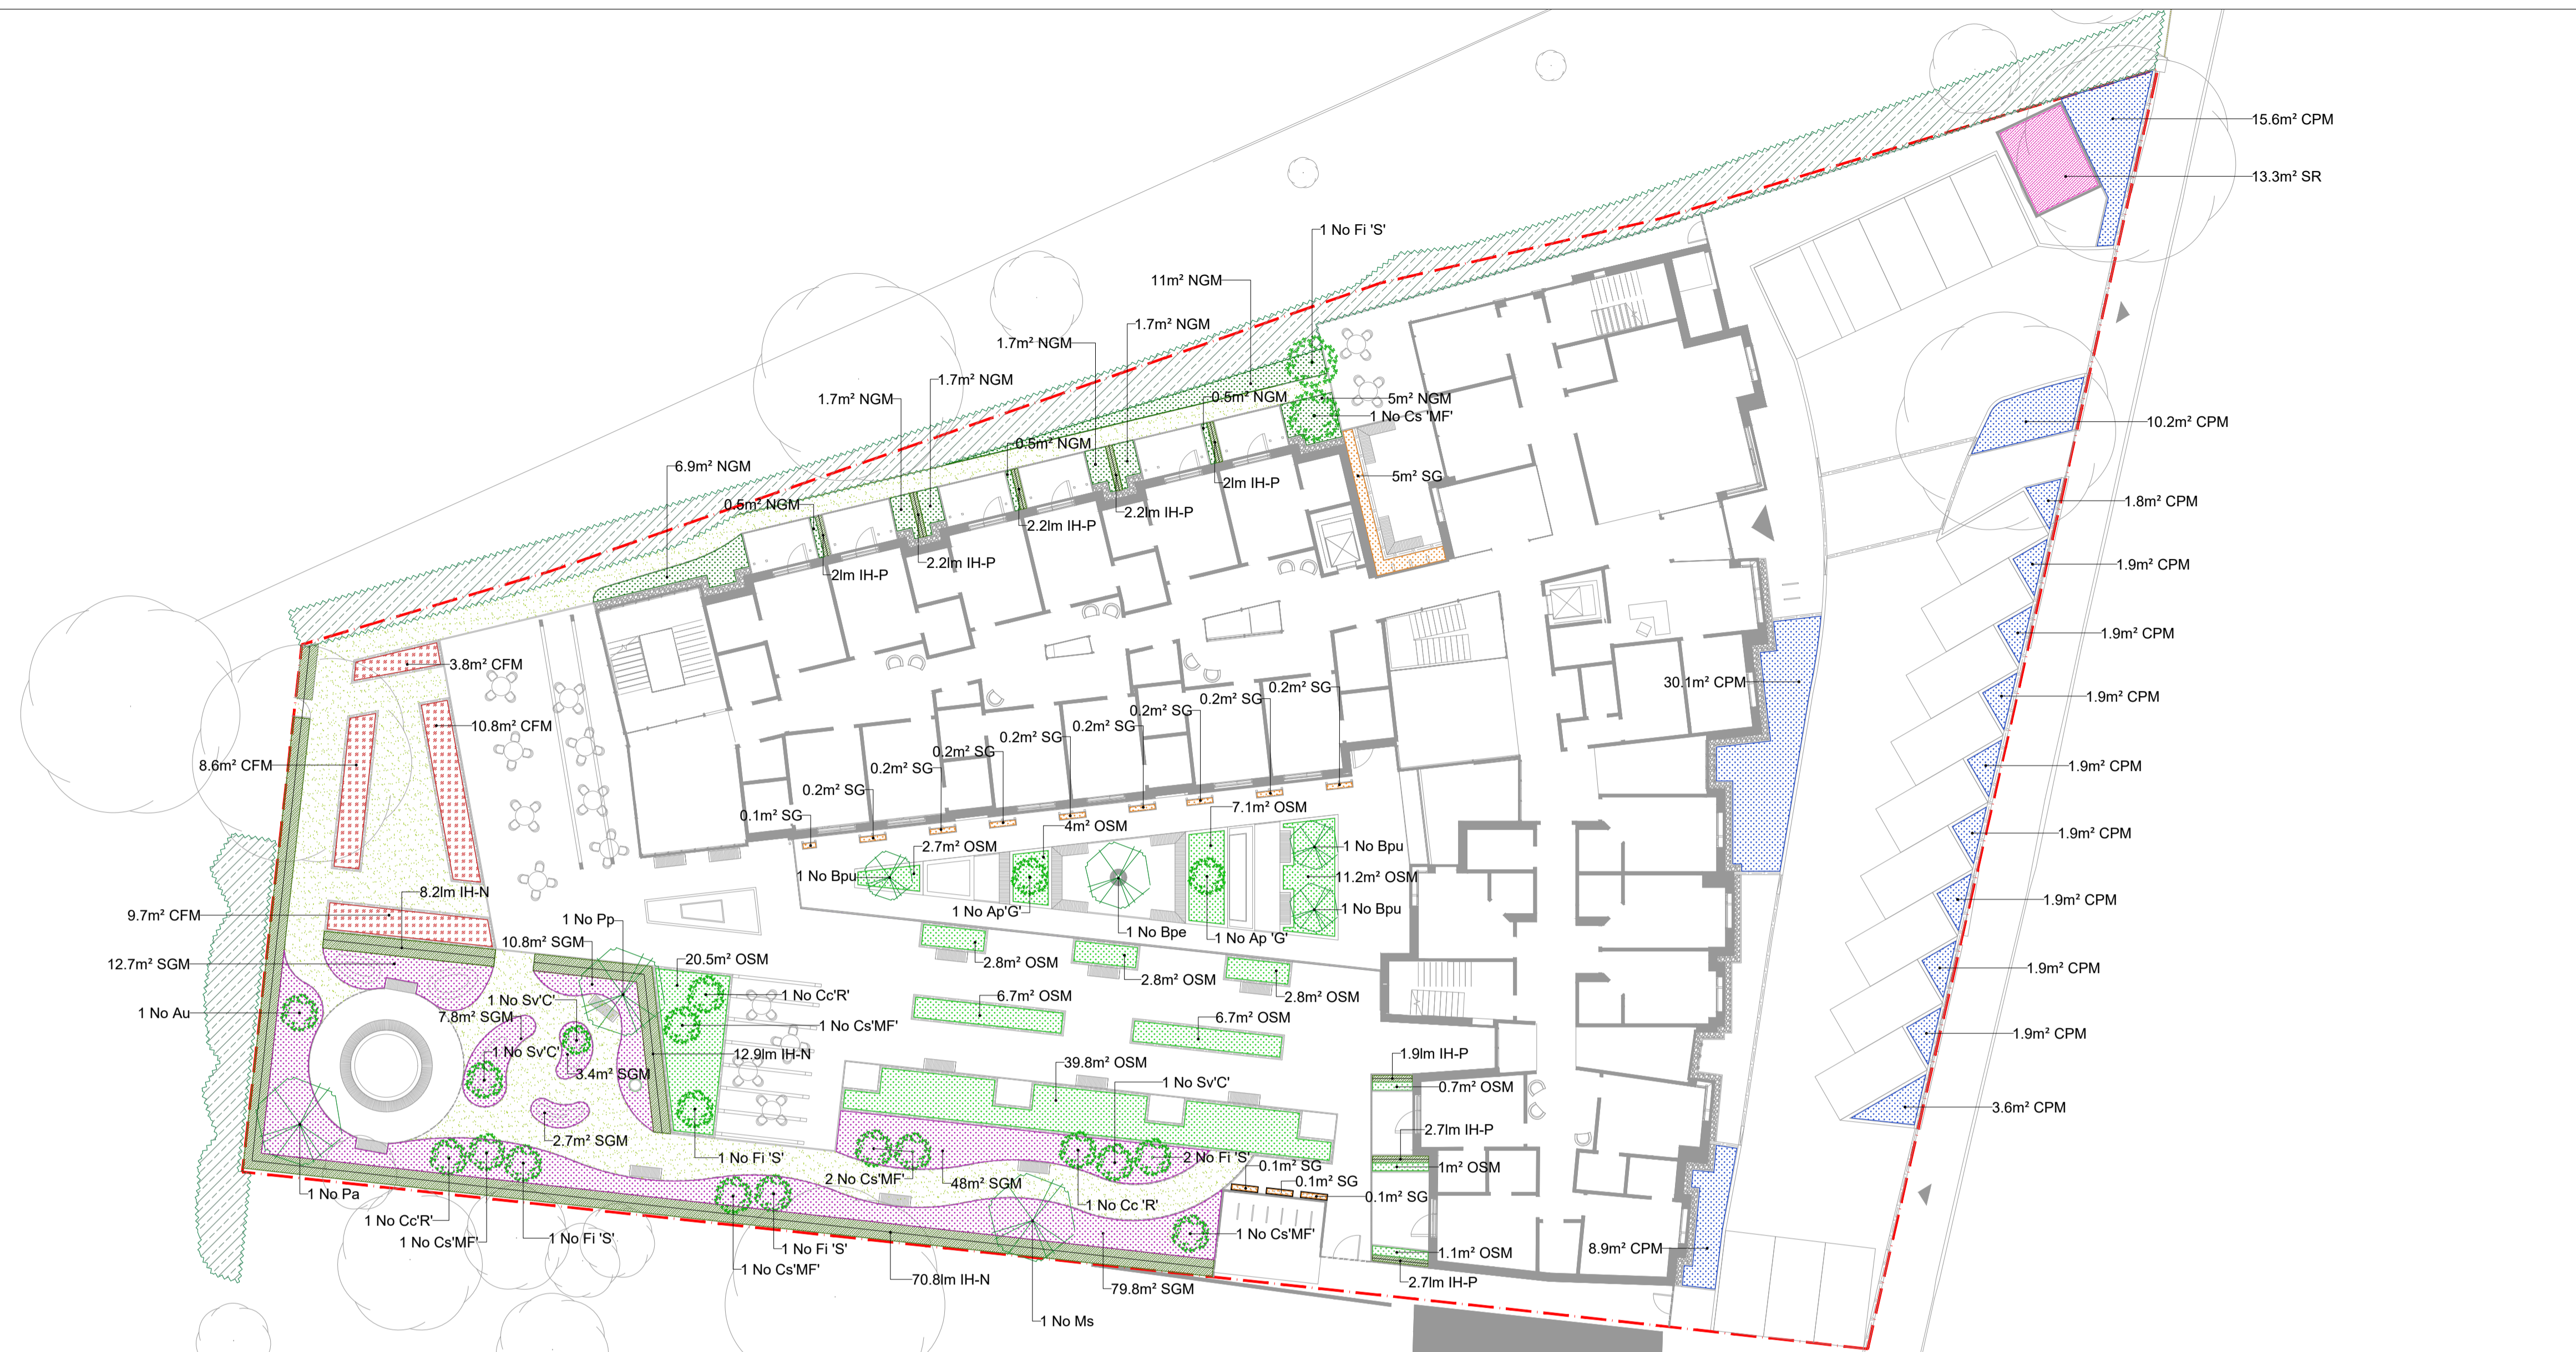 15.6m² CPM
13.3m² SR
1 No Fi 'S'
11m² NGM
1.7m² NGM
1.7m² NGM
1.7m² NGM
1.7m² NGM
0.5m² NGM
5m² NGM
1 No Cs 'MF'
10.2m² CPM
0.5m² NGM
6.9m² NGM
5m² SG
2lm IH-P
0.5m² NGM
2.2lm IH-P
2.2lm IH-P
1.8m² CPM
2.2lm IH-P
2lm IH-P
1.9m² CPM
1.9m² CPM
3.8m² CFM
30.1m² CPM
1.9m² CPM
0.2m² SG
0.2m² SG
0.2m² SG
0.2m² SG
0.2m² SG
0.2m² SG
0.2m² SG
0.2m² SG
0.1m² SG
10.8m² CFM
8.6m² CFM
1.9m² CPM
7.1m² OSM
4m² OSM
1.9m² CPM
2.7m² OSM
1 No Bpu
1 No Bpu
11.2m² OSM
1 No Bpu
8.2lm IH-N
1.9m² CPM
9.7m² CFM
1 No Ap'G'
1 No Pp
1 No Bpe
1 No Ap 'G'
10.8m² SGM
12.7m² SGM
20.5m² OSM
2.8m² OSM
2.8m² OSM
2.8m² OSM
1.9m² CPM
1 No Sv'C'
1 No Cc'R'
6.7m² OSM
1 No Au
7.8m² SGM
1 No Cs'MF'
6.7m² OSM
1.9m² CPM
1 No Sv'C'
12.9lm IH-N
1.9lm IH-P
39.8m² OSM
3.4m² SGM
1 No Sv'C'
0.7m² OSM
3.6m² CPM
2.7m² SGM
2.7lm IH-P
1 No Fi 'S'
2 No Fi 'S'
0.1m² SG
1m² OSM
2 No Cs'MF'
48m² SGM
0.1m² SG
0.1m² SG
1 No Pa
1 No Cc 'R'
1 No Cc'R'
1 No Cs'MF'
1 No Fi 'S'
1 No Fi 'S'
1 No Cs'MF'
1 No Cs'MF'
8.9m² CPM
1.1m² OSM
70.8lm IH-N
79.8m² SGM
2.7lm IH-P
1 No Ms